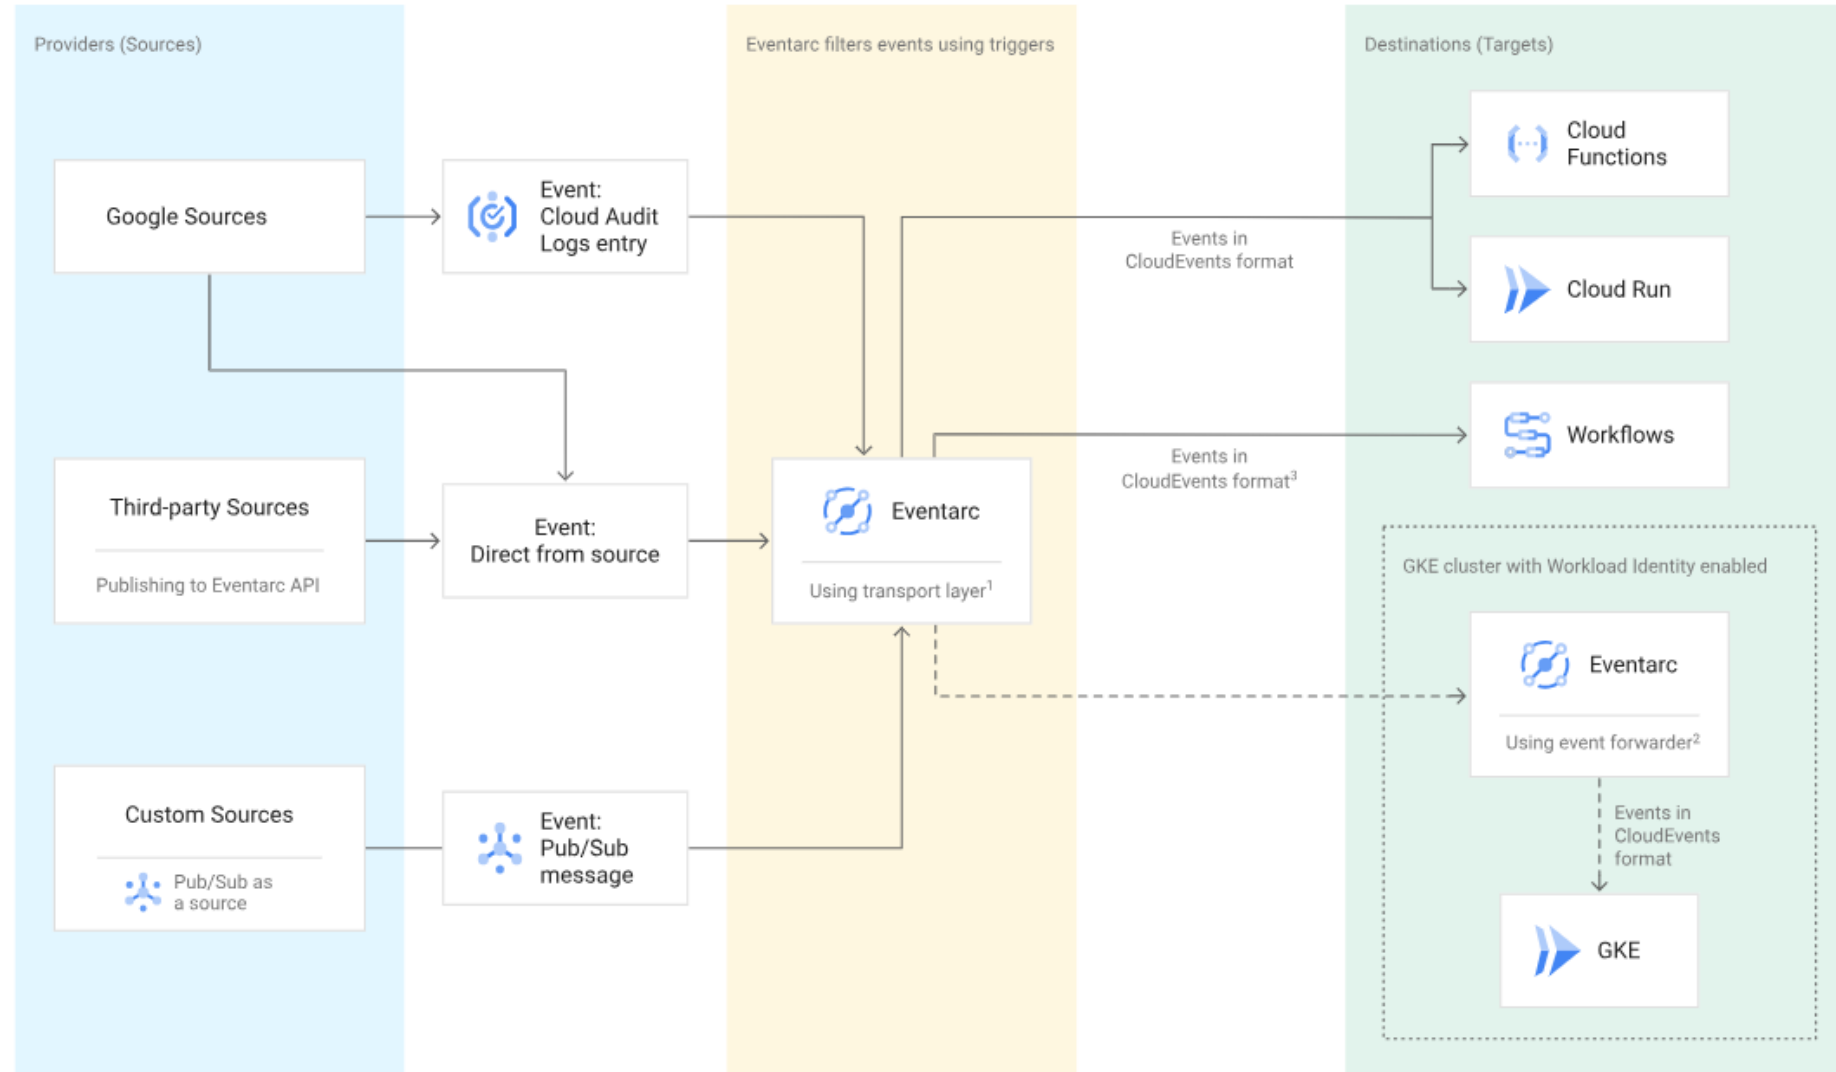 Providers (Sources)
Eventarc filters events using triggers
Destinations (Targets)
Google Sources
Event:
Cloud Audit
Logs entry
Third-party Sources
Publishing to Eventarc API
Event:
Direct from source
Custom Sources
Pub/Sub as
a source
Event:
Pub/Sub
message
Eventarc
Using transport layer¹
Events in
CloudEvents format
Events in
CloudEvents format³
Cloud
Functions
Cloud Run
Workflows
GKE cluster with Workload Identity enabled
Eventarc
Using event forwarder²
Events in
CloudEvents
format
GKE